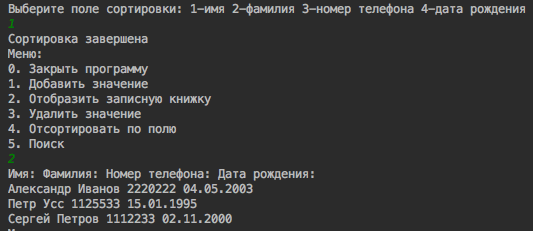 Выберите поле сортировки: 1-имя 2-фамилия 3-номер телефона 4-дата рождения
1
Сортировка завершена
Меню:
0. Закрыть программу
1. Добавить значение
2. Отобразить записную книжку
3. Удалить значение
4. Отсортировать по полю
5. Поиск
2
Имя: Фамилия: Номер телефона: Дата рождения:
Александр Иванов 2220222 04.05.2003
Петр Усс 1125533 15.01.1995
Сергей Петров 1112233 02.11.2000